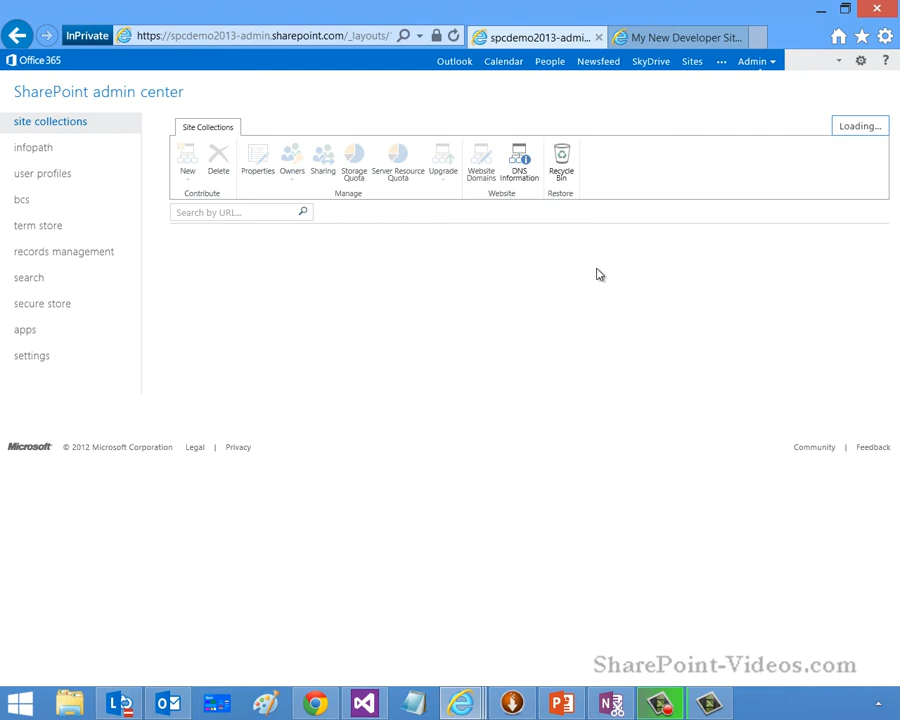 InPrivate https://spcdemo2013-admin.sharepoint.com/_layouts/ spcdemo2013-admi... My New Developer Sit...
Office 365 Outlook Calendar People Newsfeed SkyDrive Sites ... Admin ?
SharePoint admin center
site collections
infopath
user profiles
bcs
term store
records management
search
secure store
apps
settings
Site Collections
Loading...
New Delete Properties Owners Sharing Storage Quota Server Resource Quota Upgrade Website Domains DNS Information Recycle Bin
Contribute Manage Website Restore
Search by URL...
Microsoft © 2012 Microsoft Corporation Legal | Privacy Community | Feedback
SharePoint-Videos.com